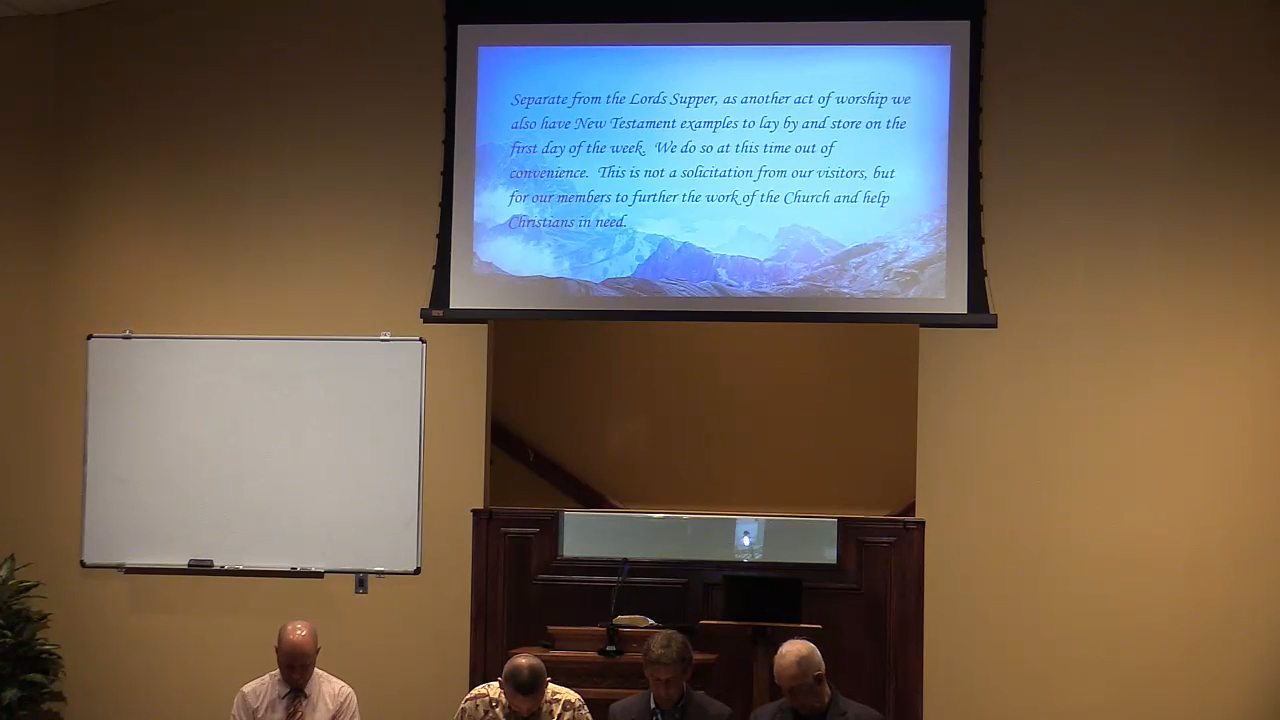 Separate from the Lords Supper, as another act of worship we
also have New Testament examples to lay by and store on the
first day of the week.  We do so at this time out of
convenience.  This is not a solicitation from our visitors, but
for our members to further the work of the Church and help
Christians in need.